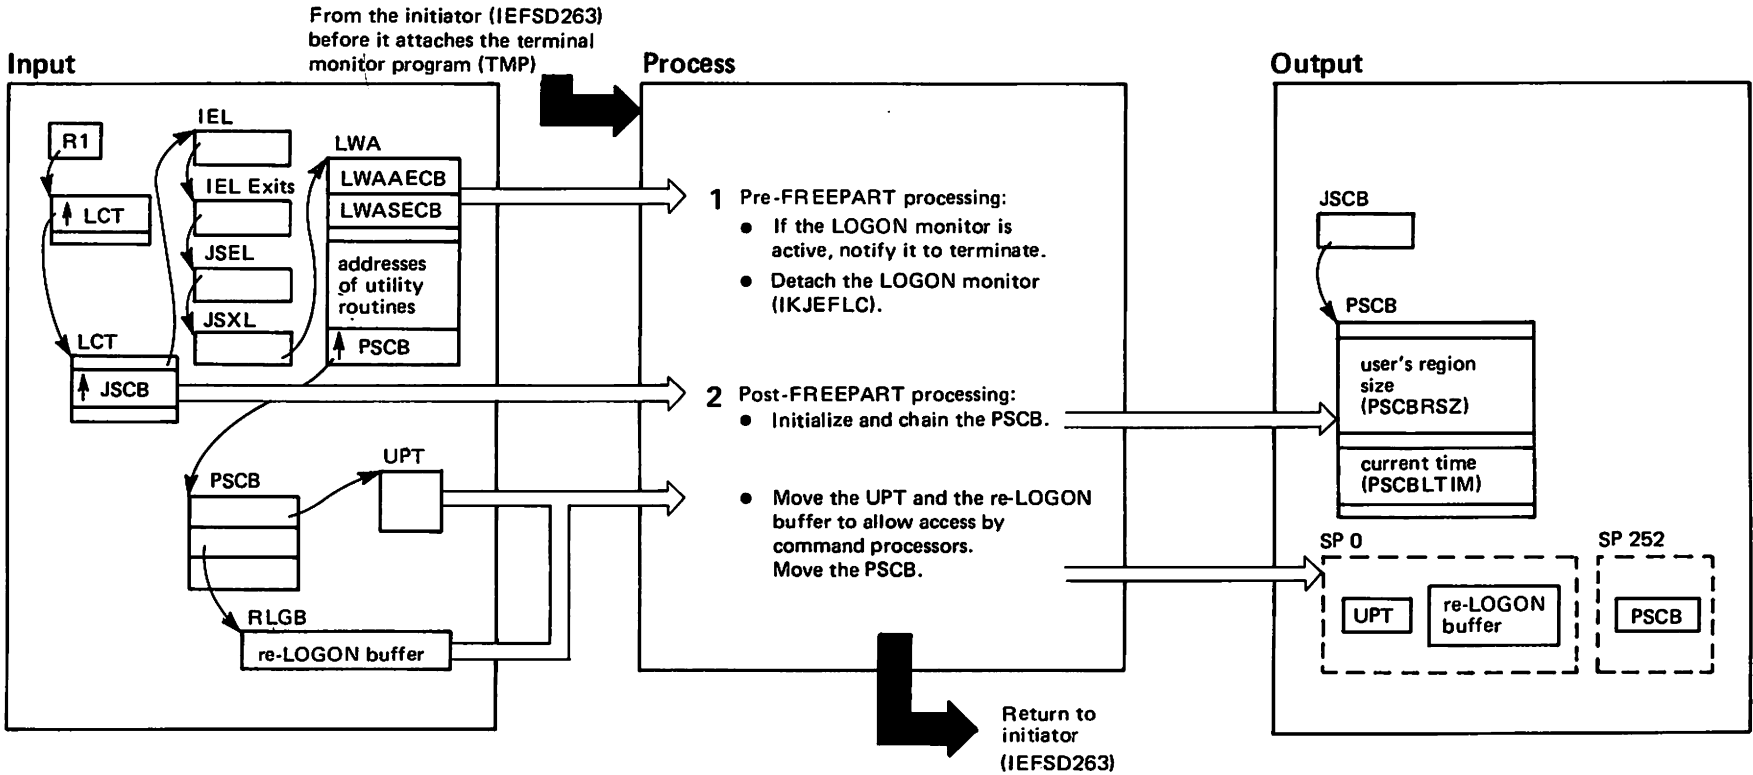 From the initiator (IEFSD263)
before it attaches the terminal
monitor program (TMP)
Input
Process
Output
R1
LCT
LCT
JSCB
IEL
IEL Exits
JSEL
JSXL
LWA
LWAAECB
LWASECB
addresses
of utility
routines
PSCB
PSCB
UPT
RLGB
re-LOGON buffer
1 Pre-FREEPART processing:
● If the LOGON monitor is
active, notify it to terminate.
● Detach the LOGON monitor
(IKJEFLC).
2 Post-FREEPART processing:
● Initialize and chain the PSCB.
● Move the UPT and the re-LOGON
buffer to allow access by
command processors.
Move the PSCB.
Return to
initiator
(IEFSD263)
JSCB
PSCB
user's region
size
(PSCBRSZ)
current time
(PSCBLTIM)
SP 0
UPT
re-LOGON
buffer
SP 252
PSCB